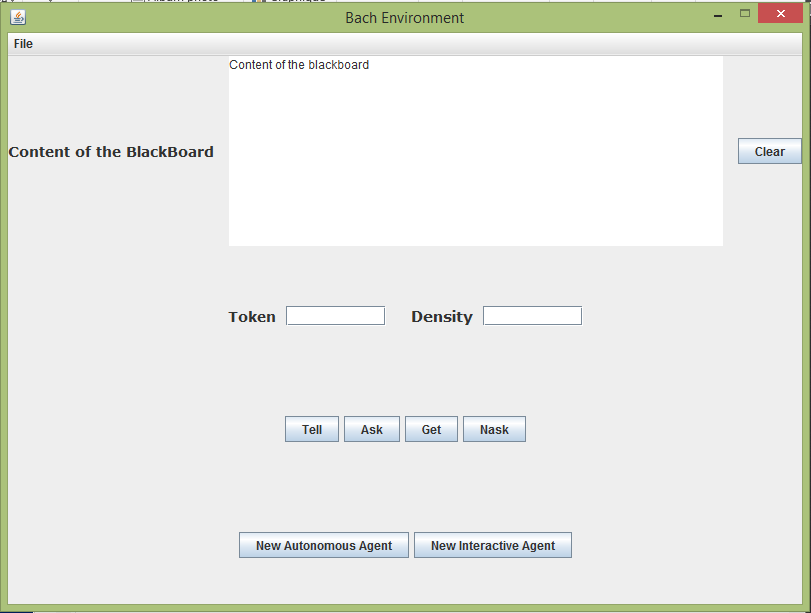 Bach Environment
File
Content of the blackboard
Content of the BlackBoard
Clear
Token Density
Tell Ask Get Nask
New Autonomous Agent New Interactive Agent